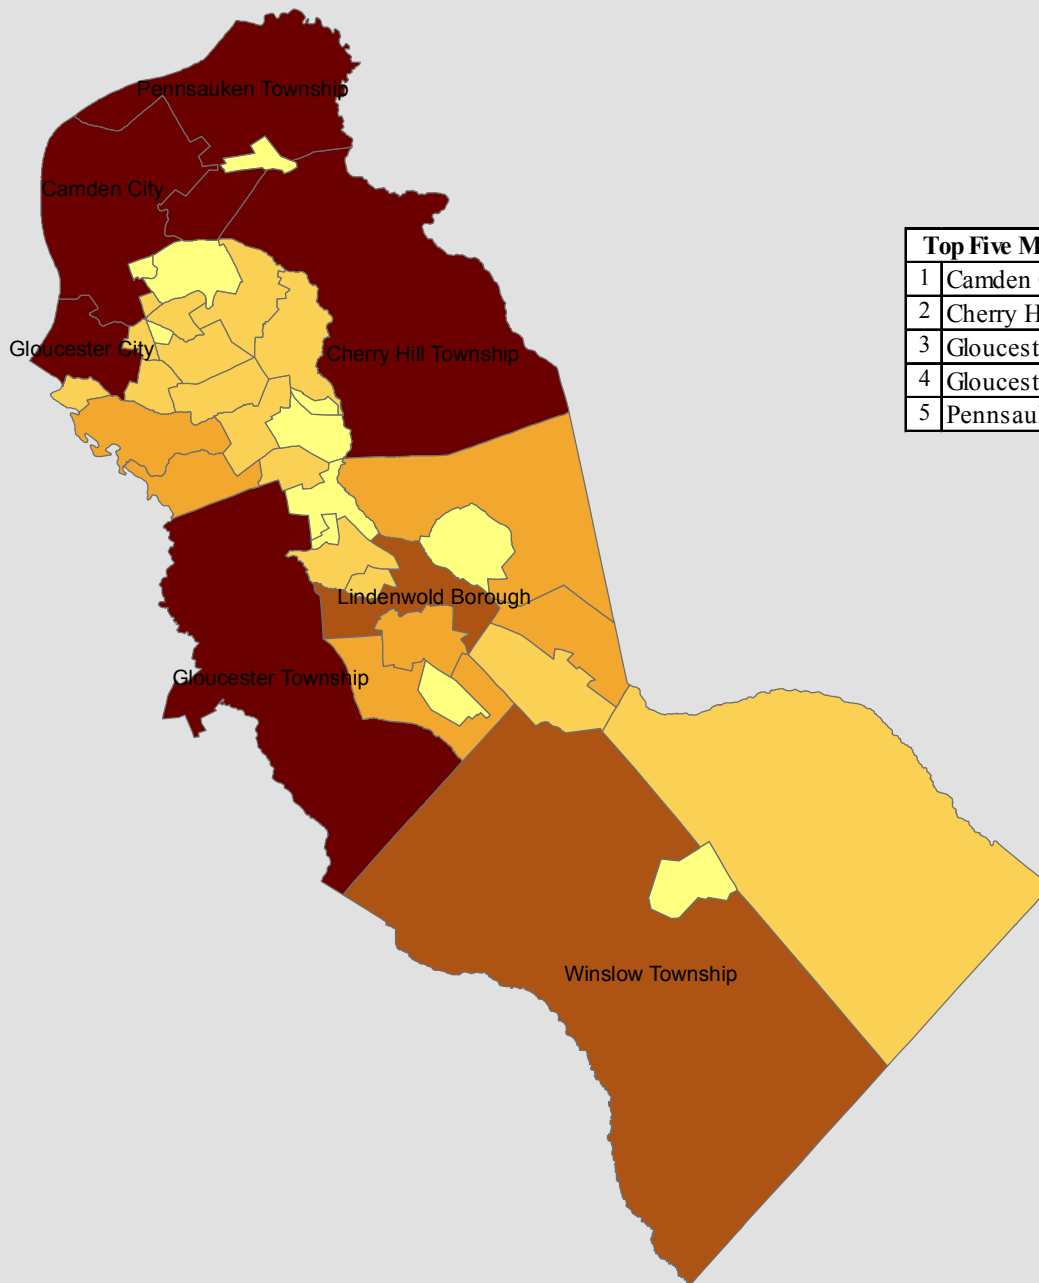 Pennsauken Township
Camden City
Top Five M
1 Camden
2 Cherry H
3 Gloucest
4 Gloucest
5 Pennsau
Gloucester City
Cherry Hill Township
Lindenwold Borough
Gloucester Township
Winslow Township